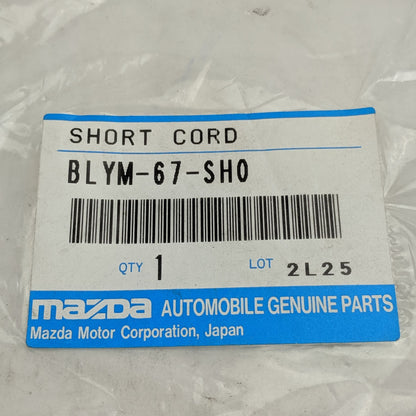 SHORT CORD
BLYM-67-SH0
QTY 1 LOT 2L25
mazda AUTOMOBILE GENUINE PARTS
Mazda Motor Corporation, Japan